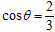 cosθ = 2/3